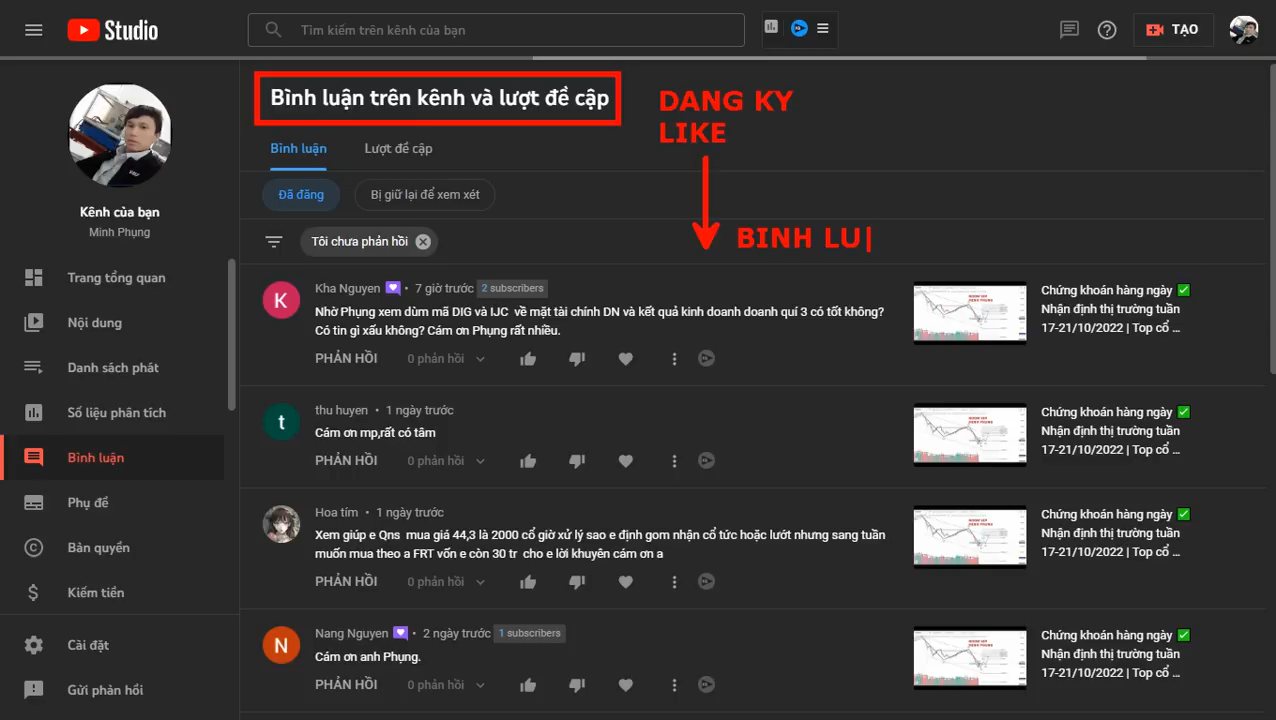 Studio
Tìm kiếm trên kênh của bạn
TẠO
Bình luận trên kênh và lượt đề cập
DANG KY
LIKE
BINH LU|
Bình luận
Lượt đề cập
Đã đăng
Bị giữ lại để xem xét
Tôi chưa phản hồi
Kênh của bạn
Minh Phụng
Trang tổng quan
Nội dung
Danh sách phát
Số liệu phân tích
Bình luận
Phụ đề
Bản quyền
Kiếm tiền
Cài đặt
Gửi phản hồi
K
Kha Nguyen • 7 giờ trước 2 subscribers
Nhờ Phụng xem dùm tôi DIG và IJC về nội tài chính DN và kết quả kinh doanh doanh quí 3 có tốt không?
Có tin gì xấu không? Cám ơn Phụng rất nhiều.
PHẢN HỒI 0 phản hồi
Chứng khoán hàng ngày ✅
Nhận định thị trường tuần
17-21/10/2022 | Top cổ ...
t
thu huyen • 1 ngày trước
Cảm ơn ad,rất có tâm
PHẢN HỒI 0 phản hồi
Chứng khoán hàng ngày ✅
Nhận định thị trường tuần
17-21/10/2022 | Top cổ ...
Hoa tím • 1 ngày trước
Xem giúp e Qns mua gia 44,3 là 2000 cổ giờ xử lý sao e định gom nhận cổ tức hoặc lướt nhưng sang tuần
muốn mua theo a FRT vốn e còn 30 tr cho e lời khuyên cám ơn a
PHẢN HỒI 0 phản hồi
Chứng khoán hàng ngày ✅
Nhận định thị trường tuần
17-21/10/2022 | Top cổ ...
N
Nang Nguyen • 2 ngày trước 1 subscribers
Cảm ơn anh Phụng.
PHẢN HỒI 0 phản hồi
Chứng khoán hàng ngày ✅
Nhận định thị trường tuần
17-21/10/2022 | Top cổ ...